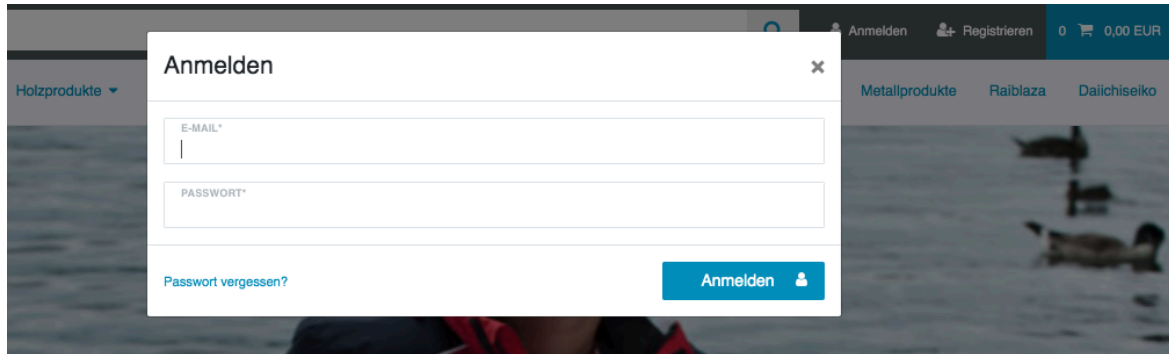 Anmelden Registrieren 0 0,00 EUR
Holzprodukte Metallprodukte Raiblaza Daiichiseiko
Anmelden ×
E-MAIL*
PASSWORT*
Passwort vergessen? Anmelden